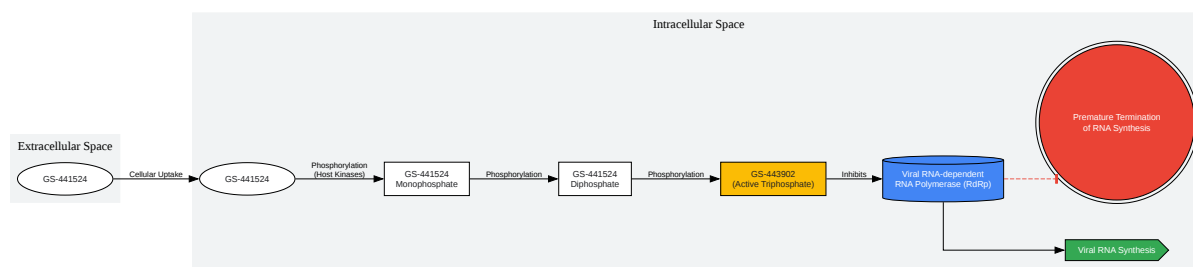 Intracellular Space
Extracellular Space
GS-441524
Cellular Uptake
GS-441524
Phosphorylation
(Host Kinases)
GS-441524
Monophosphate
Phosphorylation
GS-441524
Diphosphate
Phosphorylation
GS-443902
(Active Triphosphate)
Inhibits
Viral RNA-dependent
RNA Polymerase (RdRp)
Premature Termination
of RNA Synthesis
Viral RNA Synthesis